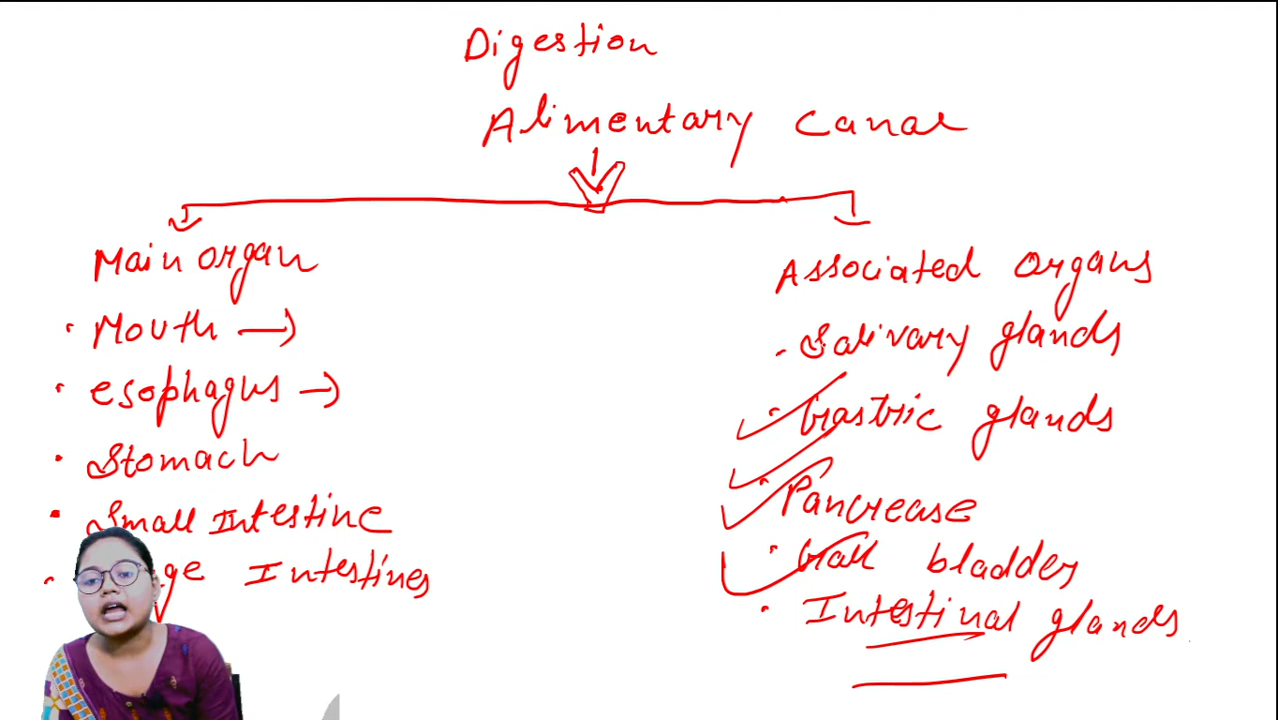 Digestion
Alimentary canal
Main organ
• Mouth →
• esophagus →
• Stomach
• Small Intestine
• Intestines
Associated organs
• Salivary glands
• Gastric glands
• Pancrease
• Gall bladder
• Intestinal glands